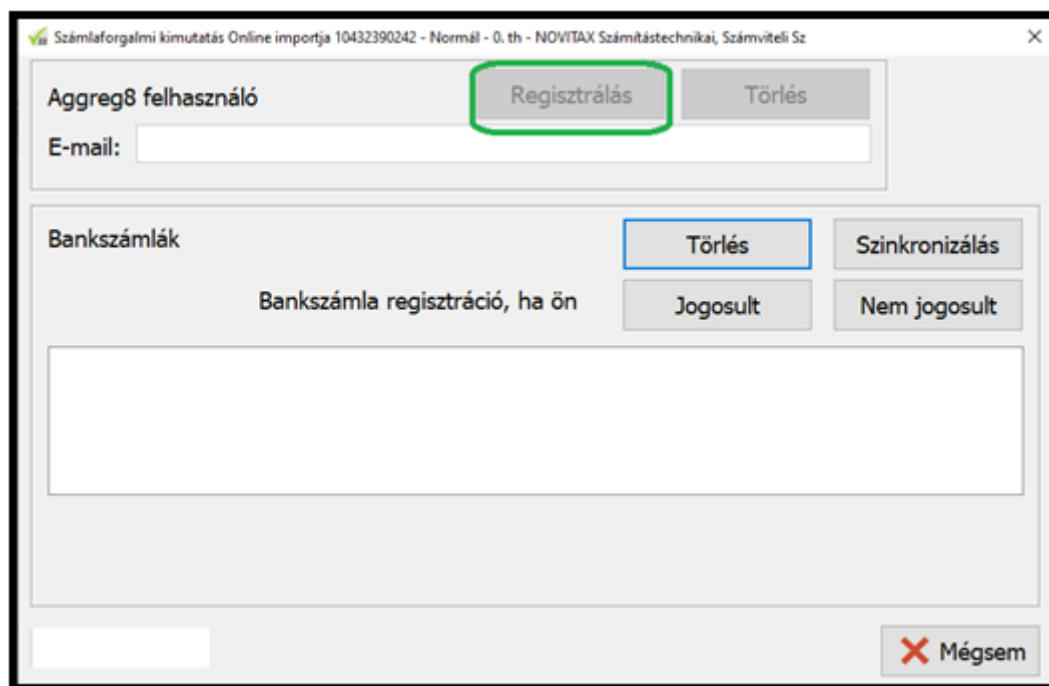 Számlaforgalmi kimutatás Online importja 10432390242 - Normál - 0. th - NOVITAX Számítástechnikai, Számviteli Sz
Aggreg8 felhasználó Regisztrálás Törlés
E-mail:
Bankszámlák Törlés Szinkronizálás
Bankszámla regisztráció, ha ön Jogosult Nem jogosult
Mégsem